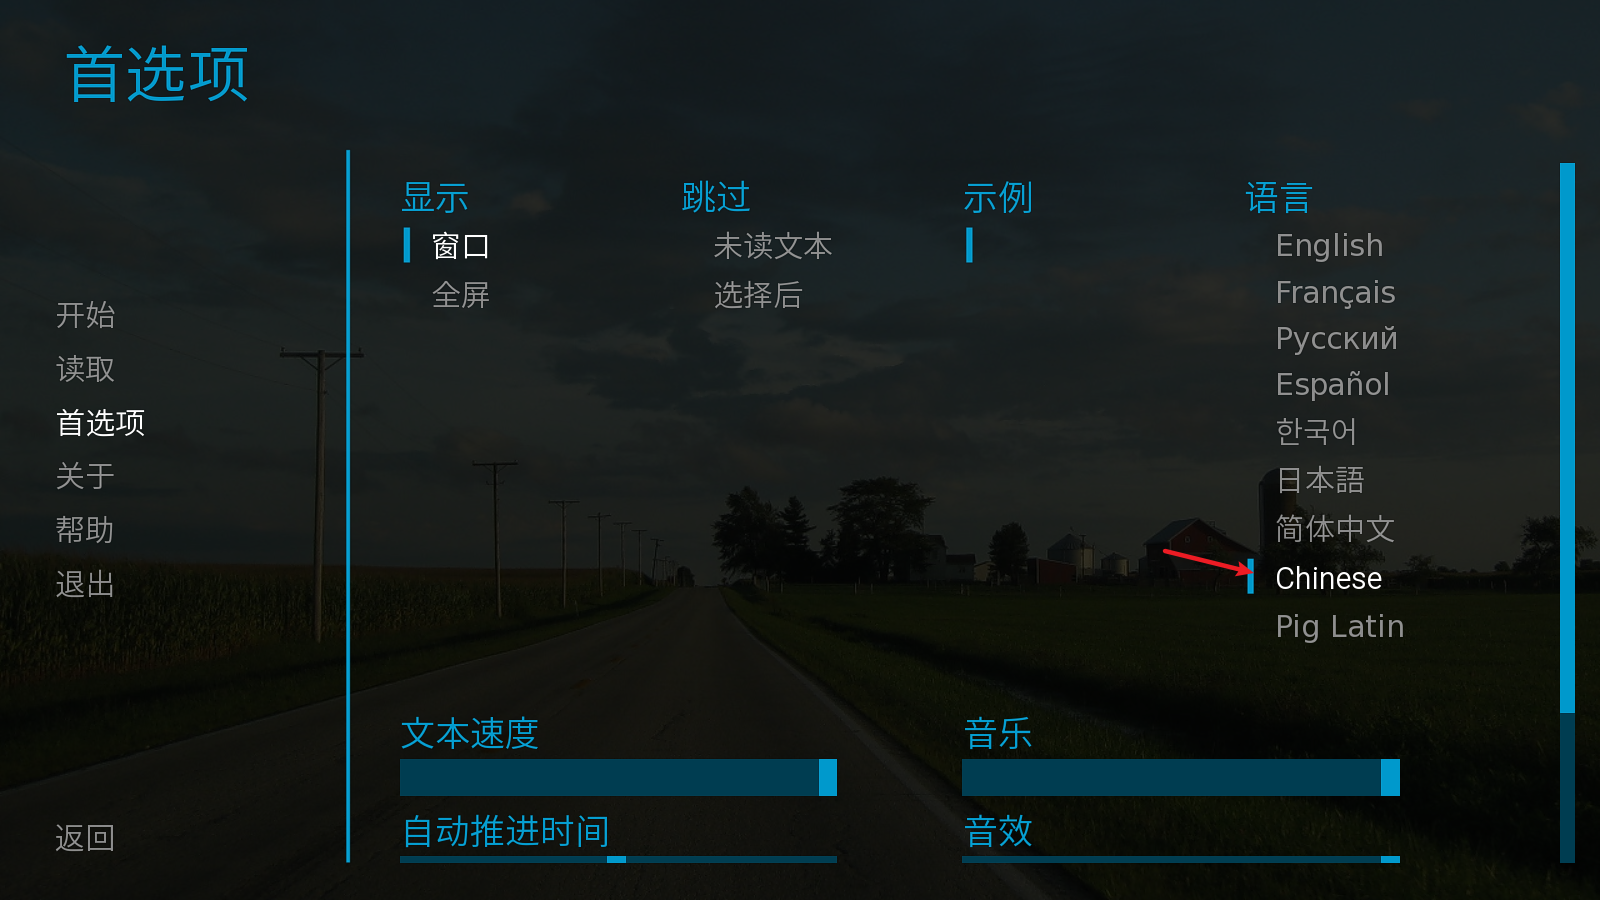 首选项
开始
读取
首选项
关于
帮助
退出
返回
显示
窗口
全屏
跳过
未读文本
选择后
示例
语言
English
Français
Русский
Español
한국어
日本語
简体中文
Chinese
Pig Latin
文本速度
音乐
自动推进时间
音效